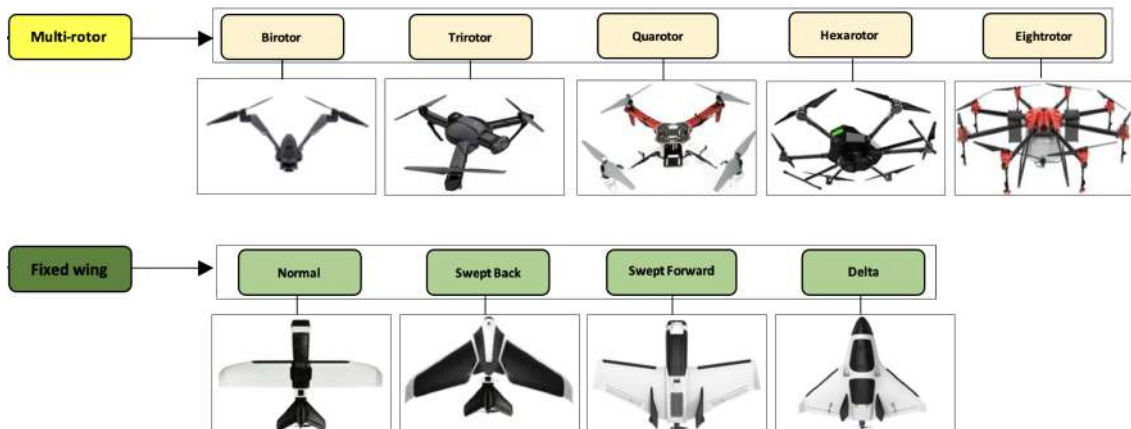 Multi-rotor
Birotor
Trirotor
Quarotor
Hexarotor
Eightrotor
Fixed wing
Normal
Swept Back
Swept Forward
Delta